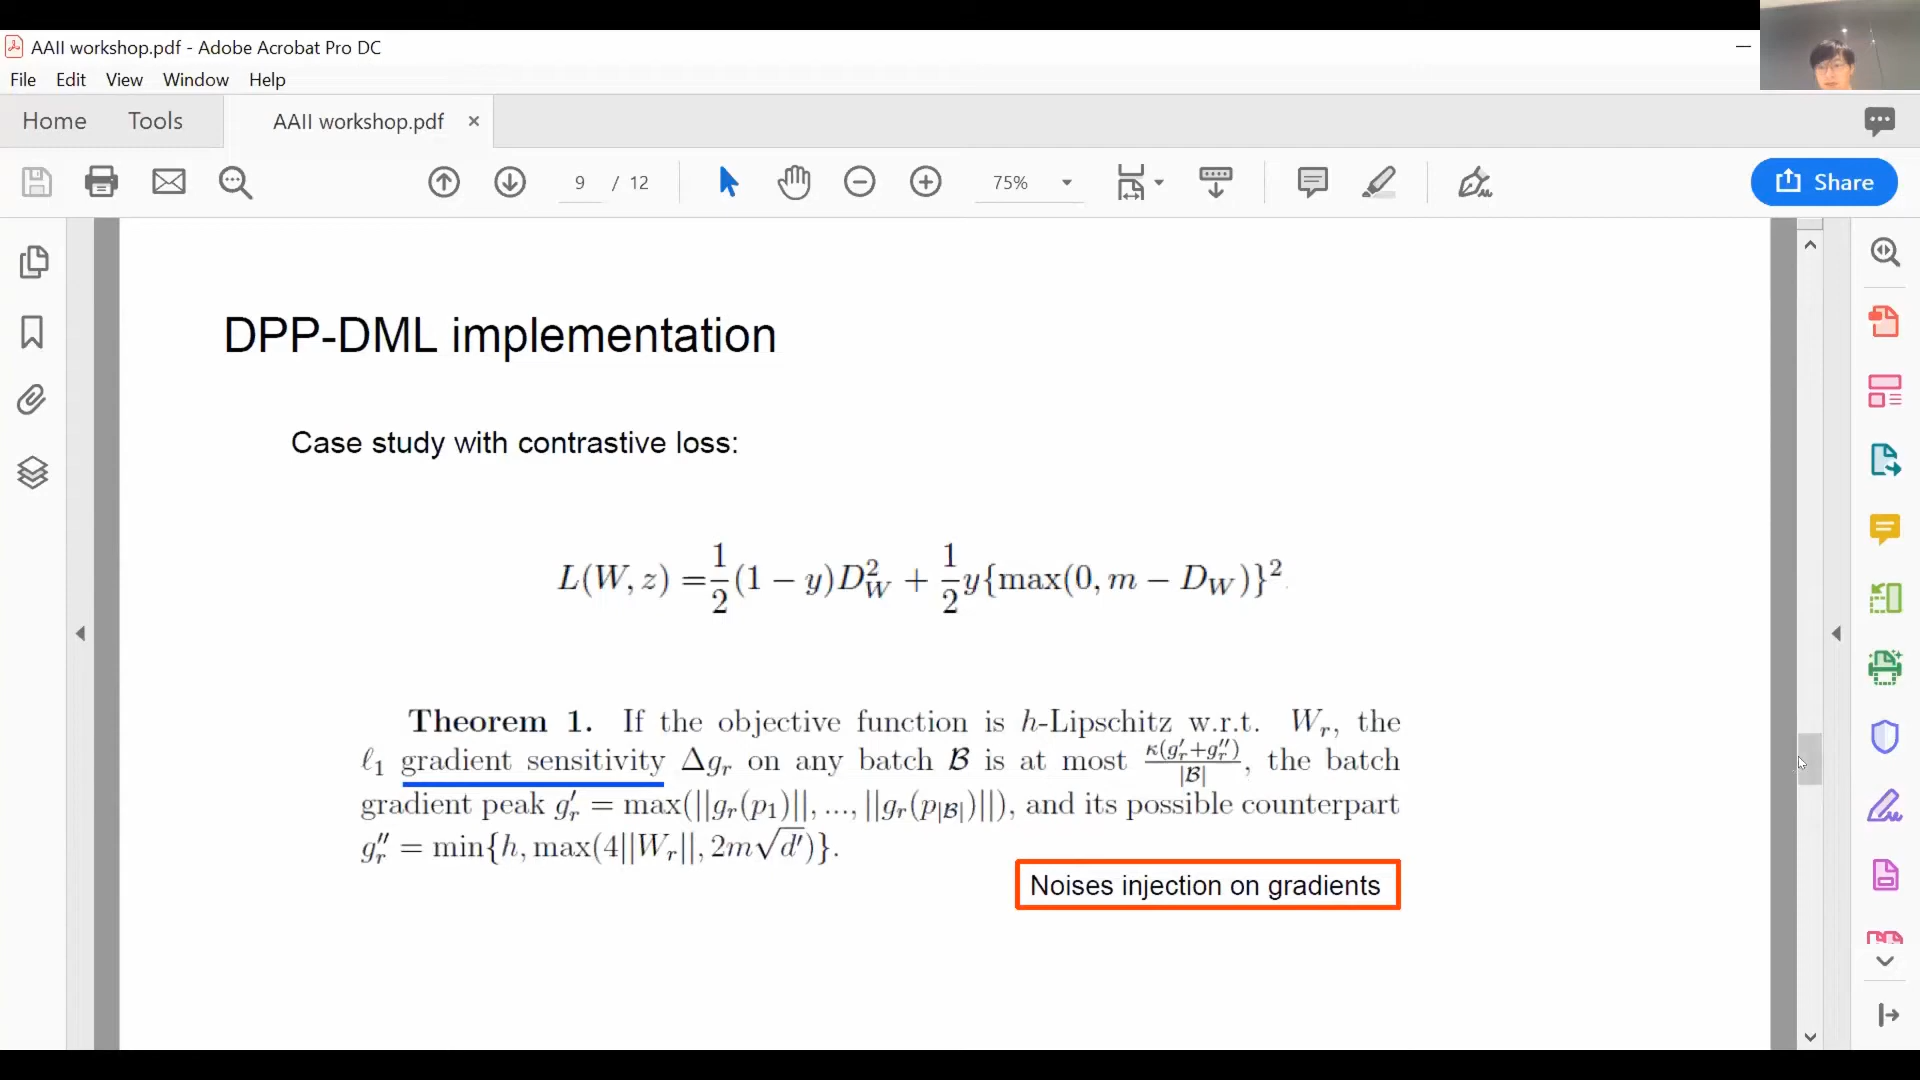 AAII workshop.pdf - Adobe Acrobat Pro DC
File Edit View Window Help
Home Tools AAII workshop.pdf ×
9 / 12 75% Share
DPP-DML implementation
Case study with contrastive loss:
L(W, z) = \frac{1}{2}(1 − y)D_W^2 + \frac{1}{2}y{max(0, m − D_W)}^2
Theorem 1. If the objective function is h-Lipschitz w.r.t. W_r, the
ℓ_1 gradient sensitivity Δg_r on any batch 𝓑 is at most \frac{κ(g'_r+g''_r)}{|𝓑|}, the batch
gradient peak g'_r = max(||g_r(p_1)||, ..., ||g_r(p_{|𝓑|})||), and its possible counterpart
g''_r = min{h, max(4||W_r||, 2m√d')}.
Noises injection on gradients